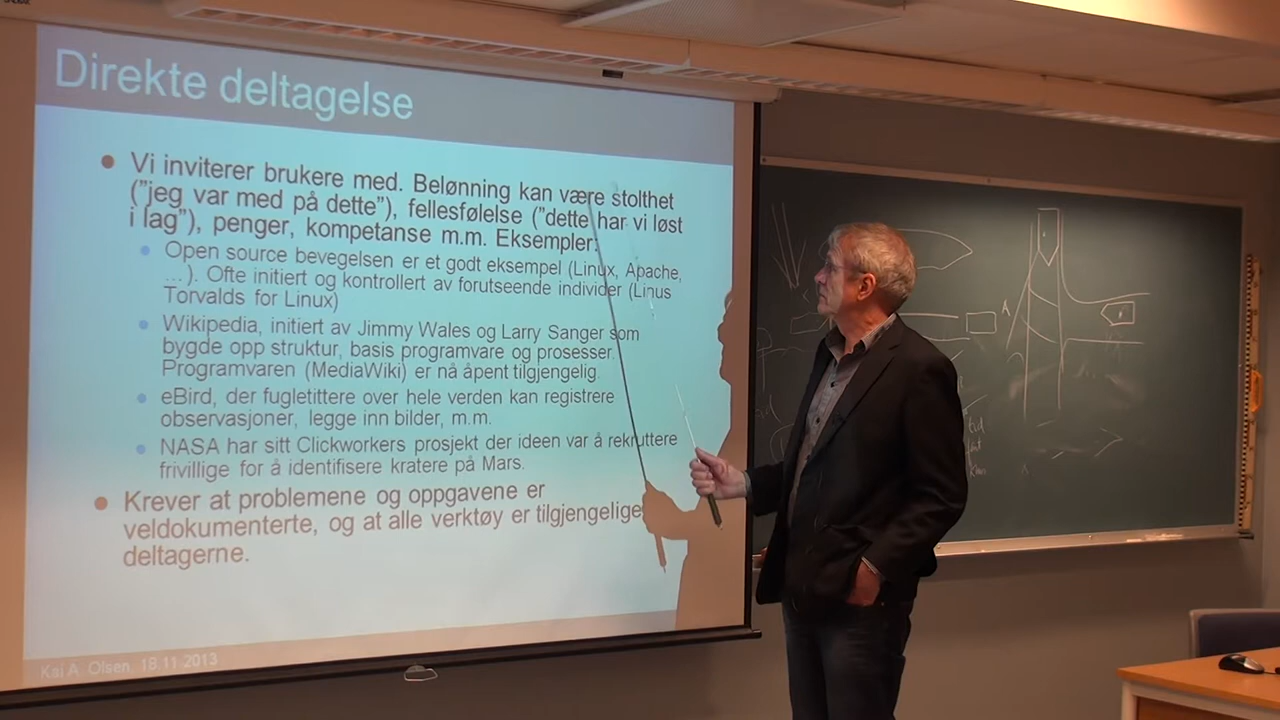 Direkte deltagelse
Vi inviterer brukere med. Belønning kan være stolthet
("jeg var med på dette"), fellesfølelse ("dette har vi løst
i lag"), penger, kompetanse m.m. Eksempler:
Open source bevegelsen er et godt eksempel (Linux, Apache,
...). Ofte initiert og kontrollert av forutseende individer (Linus
Torvalds for Linux)
Wikipedia, initiert av Jimmy Wales og Larry Sanger som
bygde opp struktur, basis programvare og prosesser.
Programvaren (MediaWiki) er nå åpent tilgjengelig.
eBird, der fugletittere over hele verden kan registrere
observasjoner, legge inn bilder, m.m.
NASA har sitt Clickworkers prosjekt der ideen var å rekruttere
frivillige for å identifisere kratere på Mars.
Krever at problemene og oppgavene er
veldokumenterte, og at alle verktøy er tilgjengelige
deltagerne.
Kai A. Olsen, 18.11 2013
A
tid